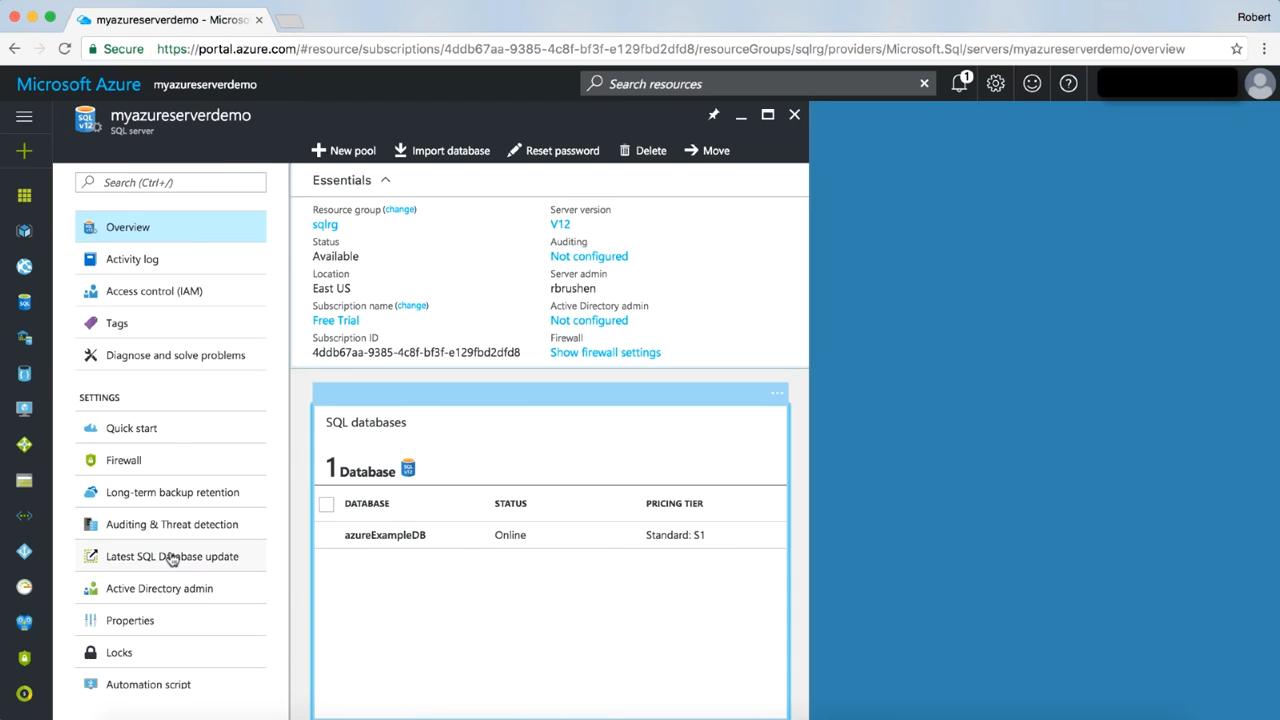 myazureserverdemo - Microso
Robert
Secure
https://portal.azure.com/#resource/subscriptions/4ddb67aa-9385-4c8f-bf3f-e129fbd2dfd8/resourceGroups/sqlrg/providers/Microsoft.Sql/servers/myazureserverdemo/overview
Microsoft Azure myazureserverdemo
Search resources
1
myazureserverdemo
SQL server
New pool Import database Reset password Delete Move
Search (Ctrl+/)
Overview
Activity log
Access control (IAM)
Tags
Diagnose and solve problems
SETTINGS
Quick start
Firewall
Long-term backup retention
Auditing & Threat detection
Latest SQL Database update
Active Directory admin
Properties
Locks
Automation script
Essentials
Resource group (change)
sqlrg
Status
Available
Location
East US
Subscription name (change)
Free Trial
Subscription ID
4ddb67aa-9385-4c8f-bf3f-e129fbd2dfd8
Server version
V12
Auditing
Not configured
Server admin
rbrushen
Active Directory admin
Not configured
Firewall
Show firewall settings
SQL databases
1 Database
DATABASE STATUS PRICING TIER
azureExampleDB Online Standard: S1